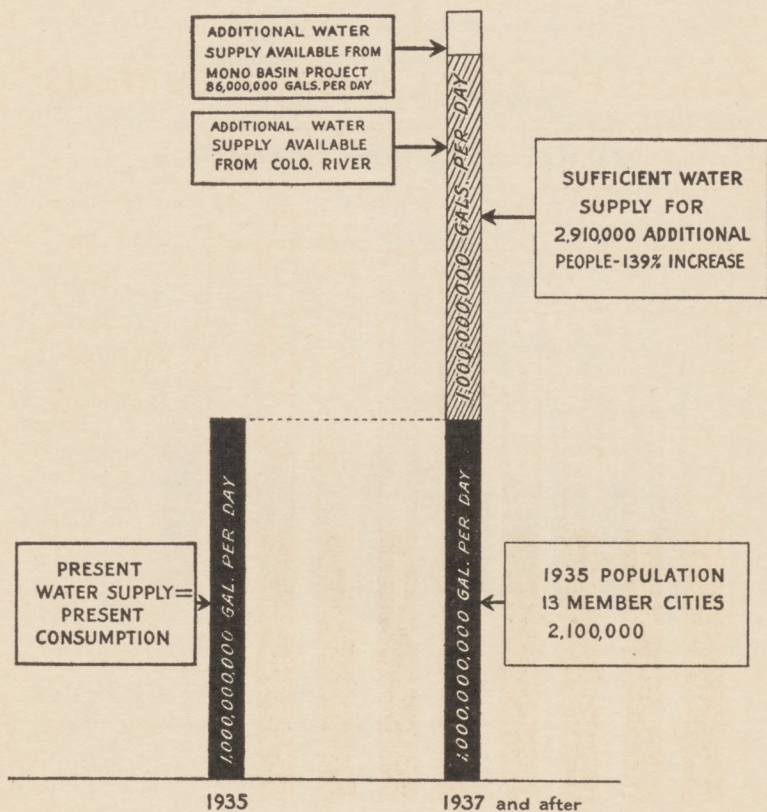 ADDITIONAL WATER
SUPPLY AVAILABLE FROM
MONO BASIN PROJECT
86,000,000 GALS. PER DAY
ADDITIONAL WATER
SUPPLY AVAILABLE
FROM COLO. RIVER
1,000,000,000 GALS. PER DAY
SUFFICIENT WATER
SUPPLY FOR
2,910,000 ADDITIONAL
PEOPLE-139% INCREASE
PRESENT
WATER SUPPLY=
PRESENT
CONSUMPTION
1,000,000,000 GAL. PER DAY
1,000,000,000 GAL. PER DAY
1935 POPULATION
13 MEMBER CITIES
2,100,000
1935
1937 and after